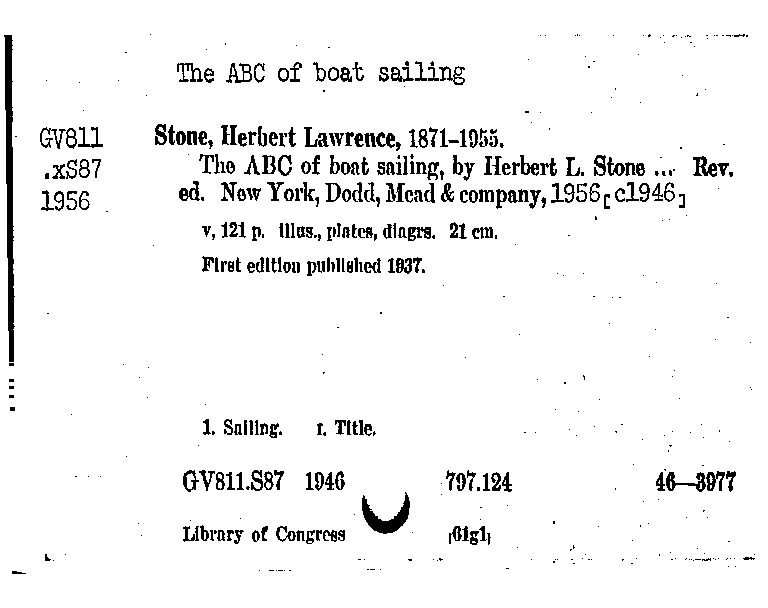 The ABC of boat sailing
GV811 Stone, Herbert Lawrence, 1871–1955.
.xS87 The ABC of boat sailing, by Herbert L. Stone ... Rev.
1956 ed. New York, Dodd, Mead & company, 1956 [c1946]
v, 121 p. illus., plates, diagrs. 21 cm.
First edition published 1937.
1. Sailing. I. Title.
GV811.S87 1946 797.124 46—3977
Library of Congress [61g1]